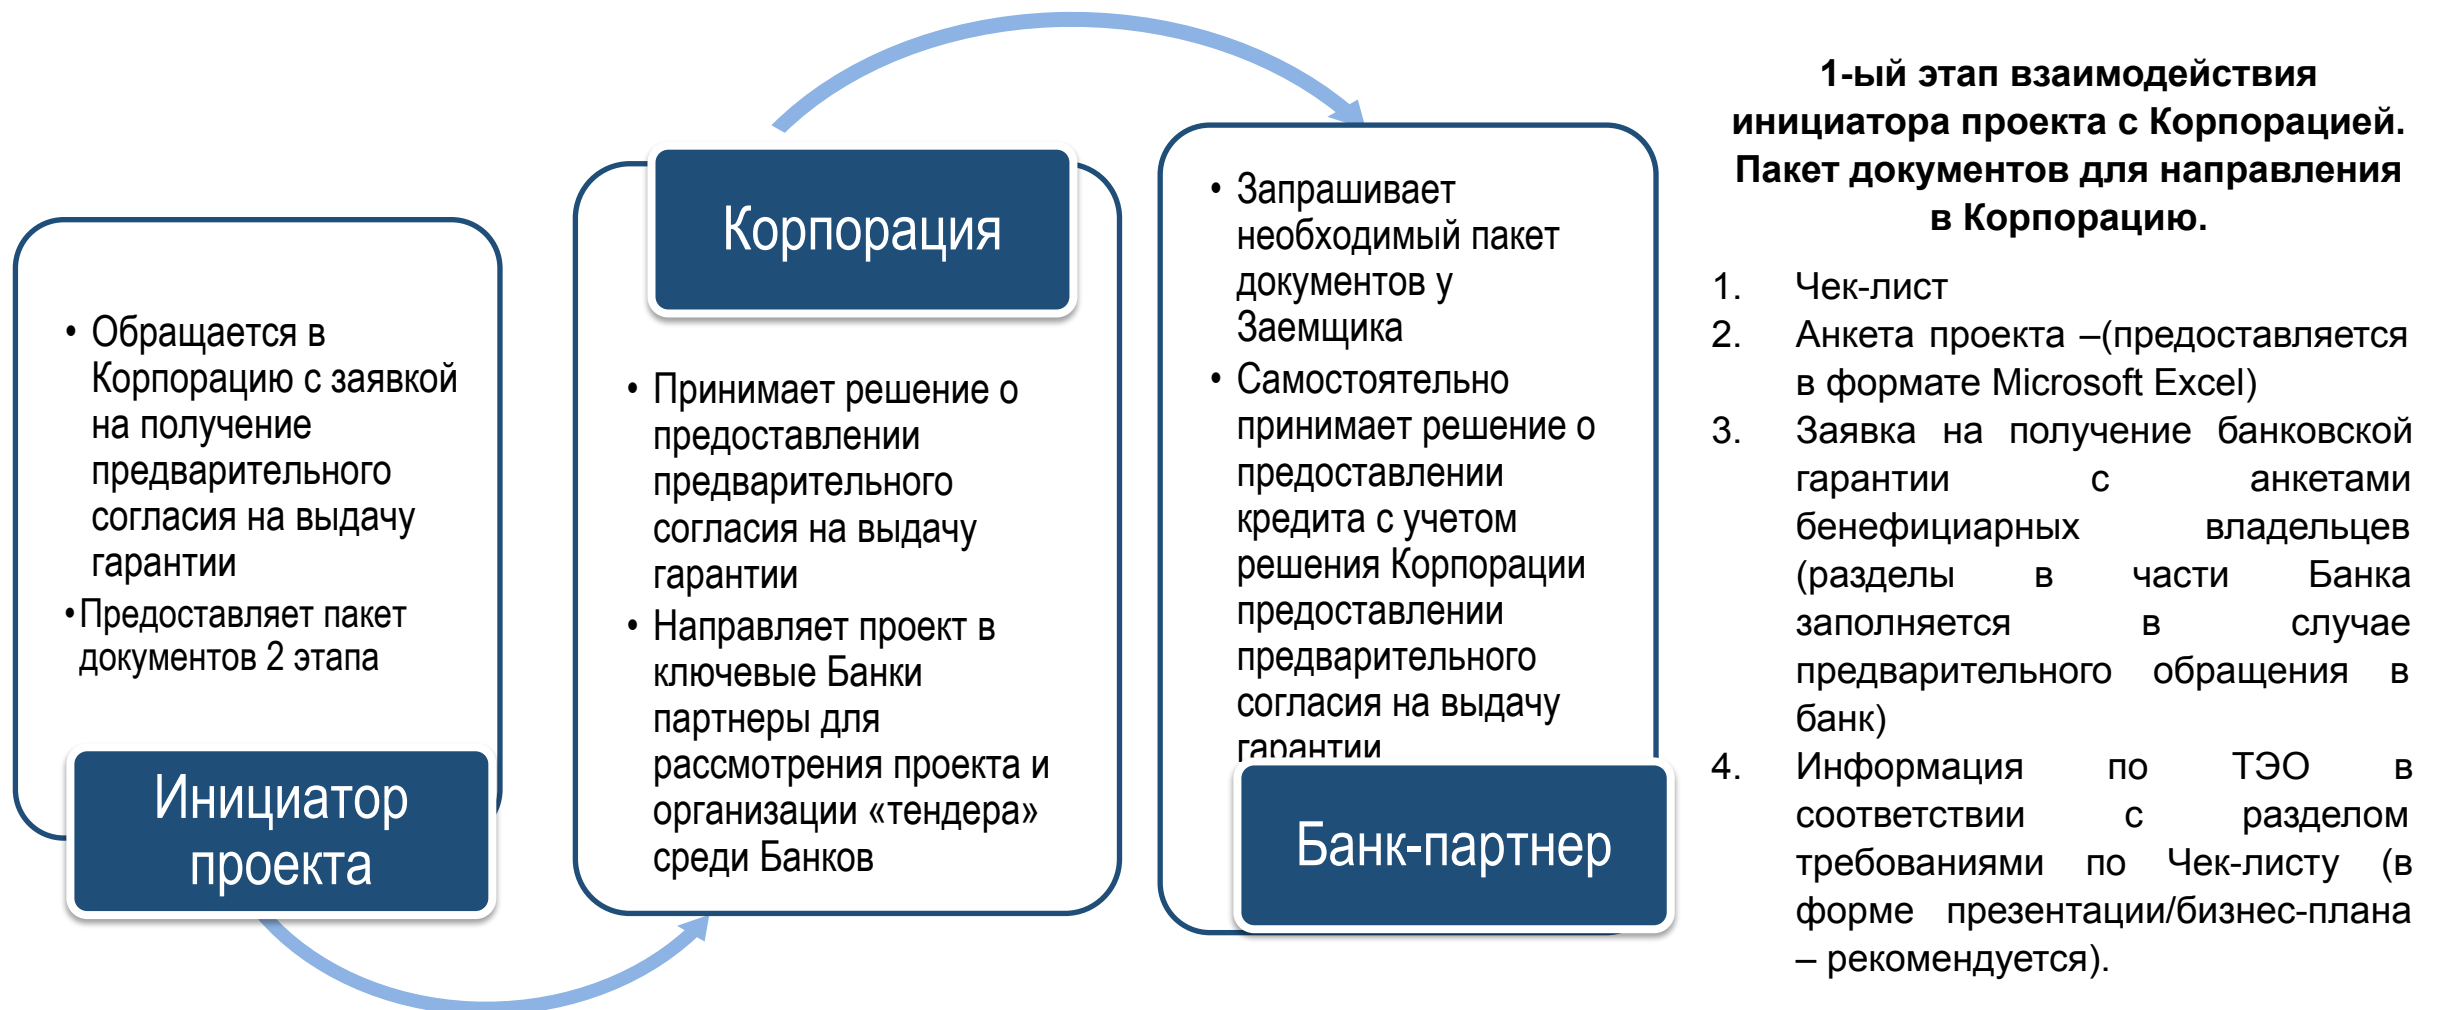 Обращается в
Корпорацию с заявкой
на получение
предварительного
согласия на выдачу
гарантии
•Предоставляет пакет
документов 2 этапа
Инициатор
проекта
Корпорация
• Принимает решение о
предоставлении
предварительного
согласия на выдачу
гарантии
• Направляет проект в
ключевые Банки
партнеры для
рассмотрения проекта и
организации «тендера»
среди Банков
• Запрашивает
необходимый пакет
документов у
Заемщика
• Самостоятельно
принимает решение о
предоставлении
кредита с учетом
решения Корпорации
предоставлении
предварительного
согласия на выдачу
гарантии
Банк-партнер
1-ый этап взаимодействия
инициатора проекта с Корпорацией.
Пакет документов для направления
в Корпорацию.
1. Чек-лист
2. Анкета проекта –(предоставляется
в формате Microsoft Excel)
3. Заявка на получение банковской
гарантии с анкетами
бенефициарных владельцев
(разделы в части Банка
заполняется в случае
предварительного обращения в
банк)
4. Информация по ТЭО в
соответствии с разделом
требованиями по Чек-листу (в
форме презентации/бизнес-плана
– рекомендуется).